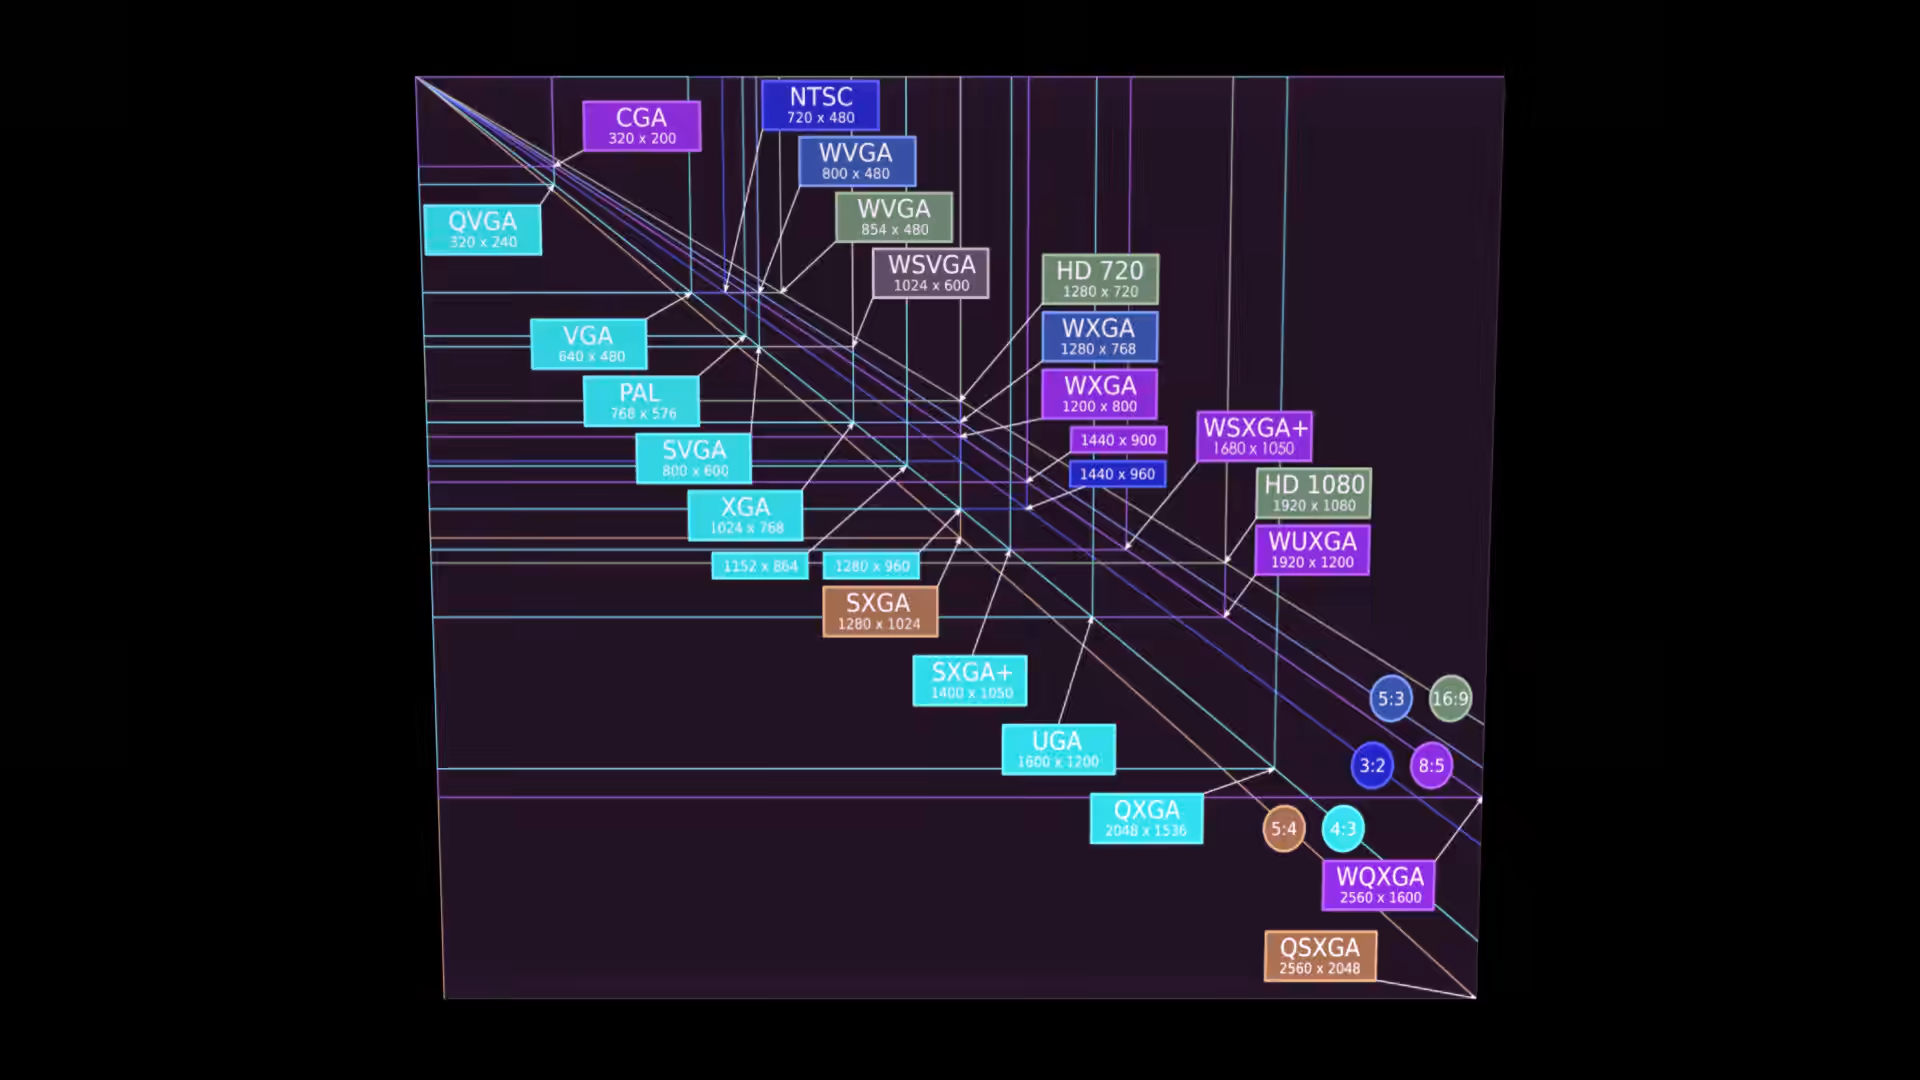 NTSC
720 x 480
CGA
320 x 200
WVGA
800 x 480
WVGA
854 x 480
QVGA
320 x 240
WSVGA
1024 x 600
HD 720
1280 x 720
WXGA
1280 x 768
VGA
640 x 480
WXGA
1200 x 800
PAL
768 x 576
WSXGA+
1680 x 1050
1440 x 900
SVGA
800 x 600
1440 x 960
HD 1080
1920 x 1080
XGA
1024 x 768
WUXGA
1920 x 1200
1152 x 864
1280 x 960
SXGA
1280 x 1024
SXGA+
1400 x 1050
5:3
16:9
UGA
1600 x 1200
3:2
8:5
QXGA
2048 x 1536
5:4
4:3
WQXGA
2560 x 1600
QSXGA
2560 x 2048